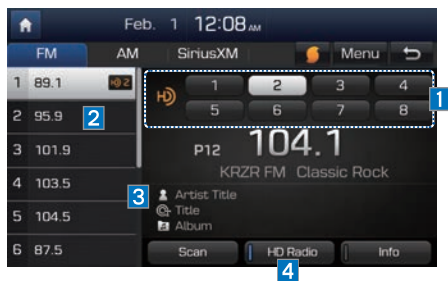 Feb. 1 12:08 AM
FM AM SiriusXM Menu
1 89.1 HD 2
2 95.9
2
3 101.9
4 103.5
5 104.5
6 87.5
HD 1 2 3 4
5 6 7 8
1
P12 104.1
KRZR FM Classic Rock
3
Artist Title
Title
Album
Scan HD Radio Info
4